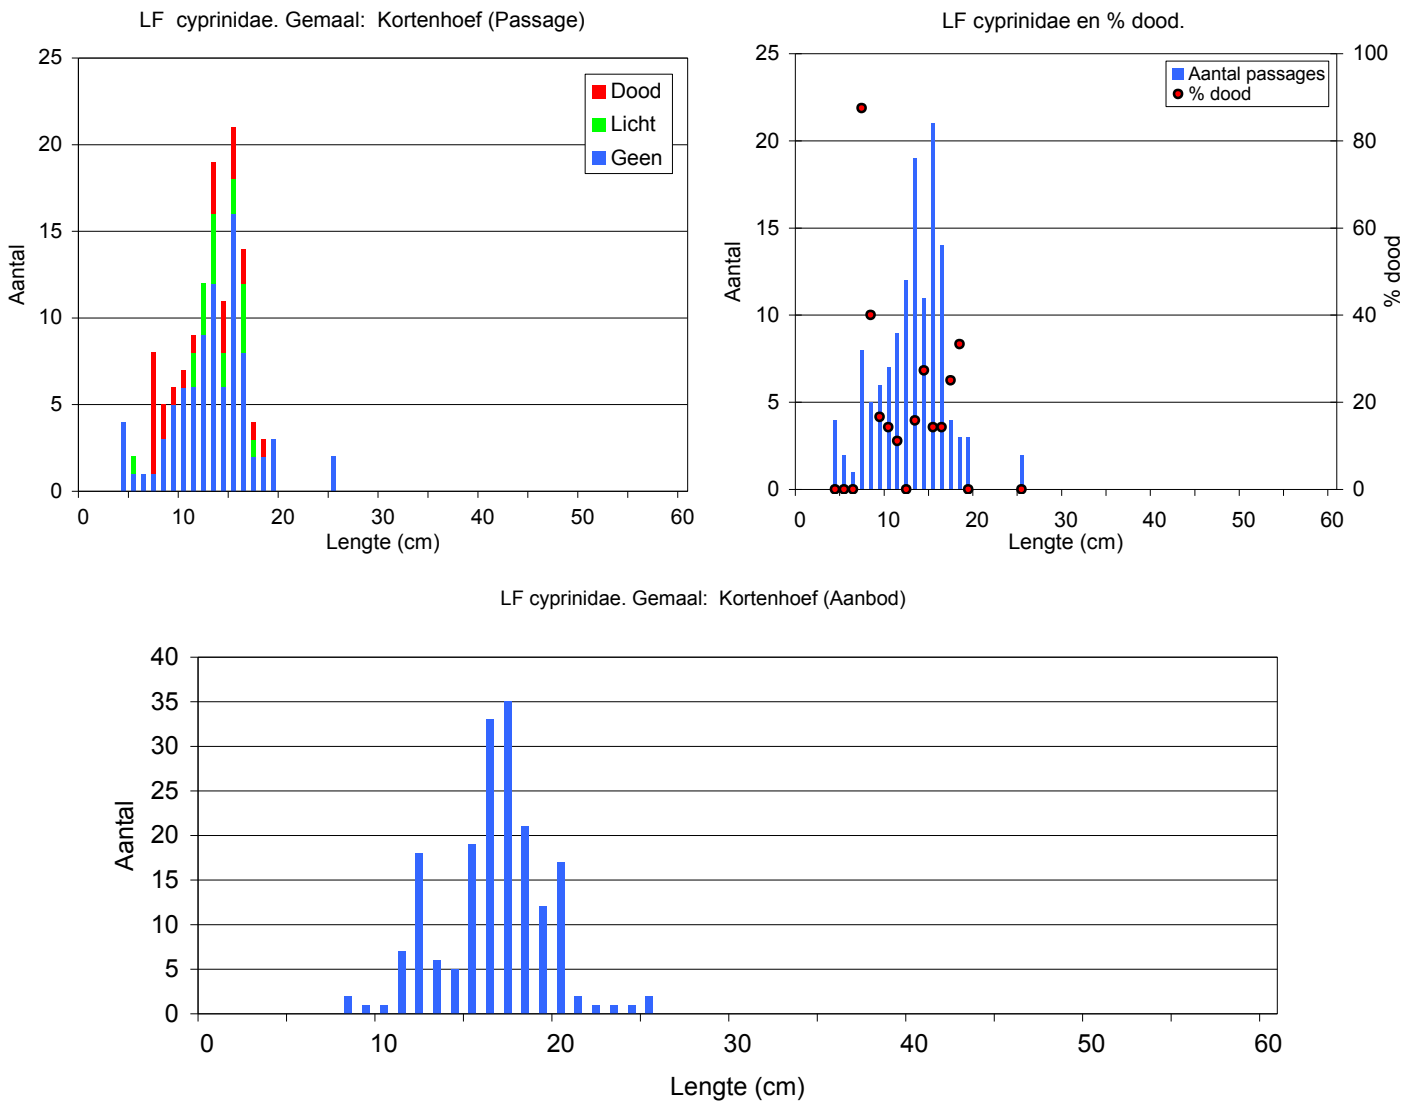 LF cyprinidae. Gemaal: Kortenhoef (Passage)
25
20
15
10
5
0
Aantal
Dood
Licht
Geen
0 10 20 30 40 50 60
Lengte (cm)
LF cyprinidae en % dood.
25
20
15
10
5
0
Aantal
Aantal passages
% dood
100
80
60
40
20
0
% dood
0 10 20 30 40 50 60
Lengte (cm)
LF cyprinidae. Gemaal: Kortenhoef (Aanbod)
40
35
30
25
20
15
10
5
0
Aantal
0 10 20 30 40 50 60
Lengte (cm)